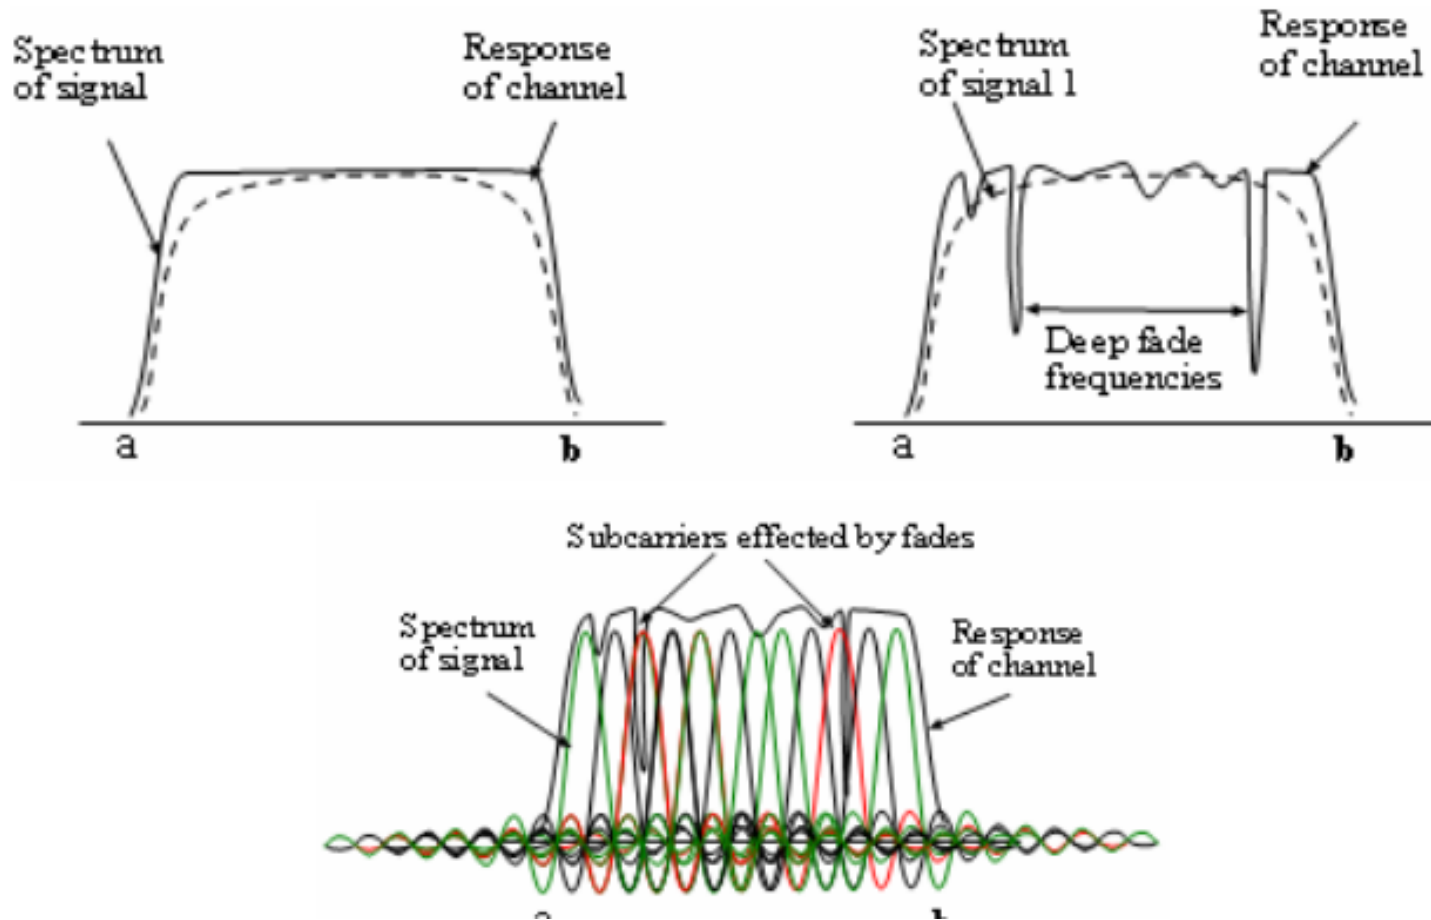 Spectrum
of signal
Response
of channel
a
b
Spectrum
of signal 1
Response
of channel
Deep fade
frequencies
a
b
Subcarriers effected by fades
Spectrum
of signal
Response
of channel